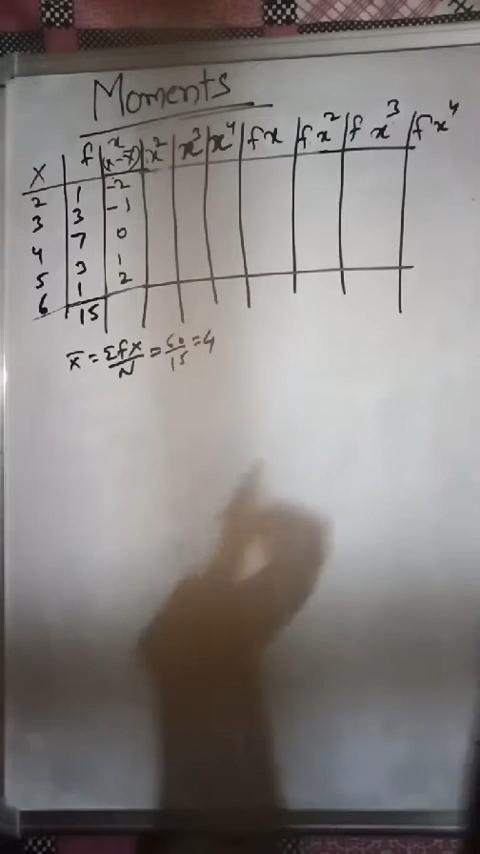 Moments
X f x (x-x̄) x² x³ x⁴ fx fx² fx³ fx⁴
2 1 -2
3 3 -1
4 7 0
5 3 1
6 1 2
15
x̄ = Σfx/N = 60/15 = 4